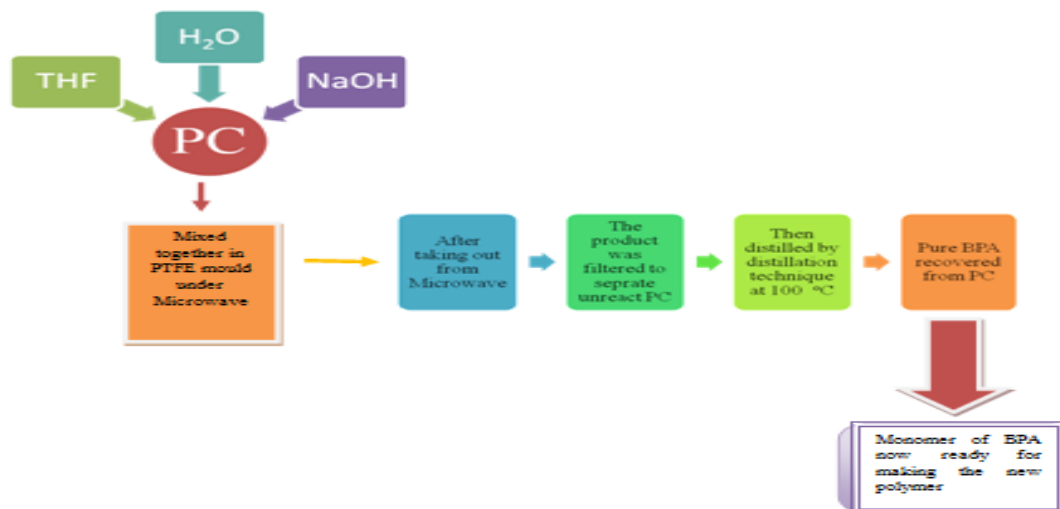 H₂O
THF
NaOH
PC
Mixed
together in
PTFE mould
under
Microwave
After
taking out
from
Microwave
The
product
was
filtered to
seprate
unreact PC
Then
distilled by
distillation
technique
at 100 °C
Pure BPA
recovered
from PC
Monomer of BPA
now ready for
making the new
polymer